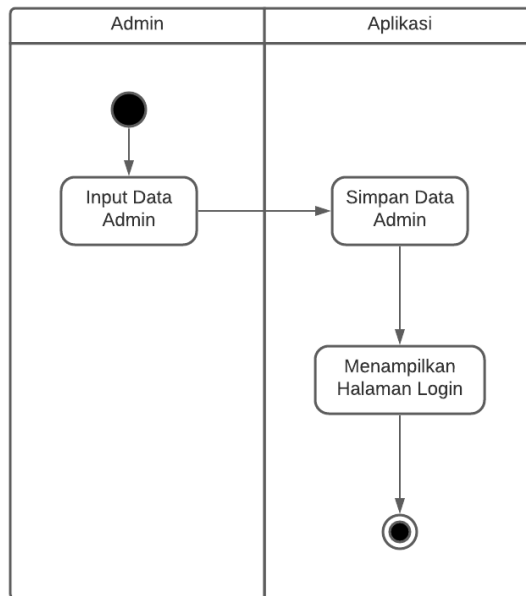 Admin
Aplikasi
Input Data
Admin
Simpan Data
Admin
Menampilkan
Halaman Login